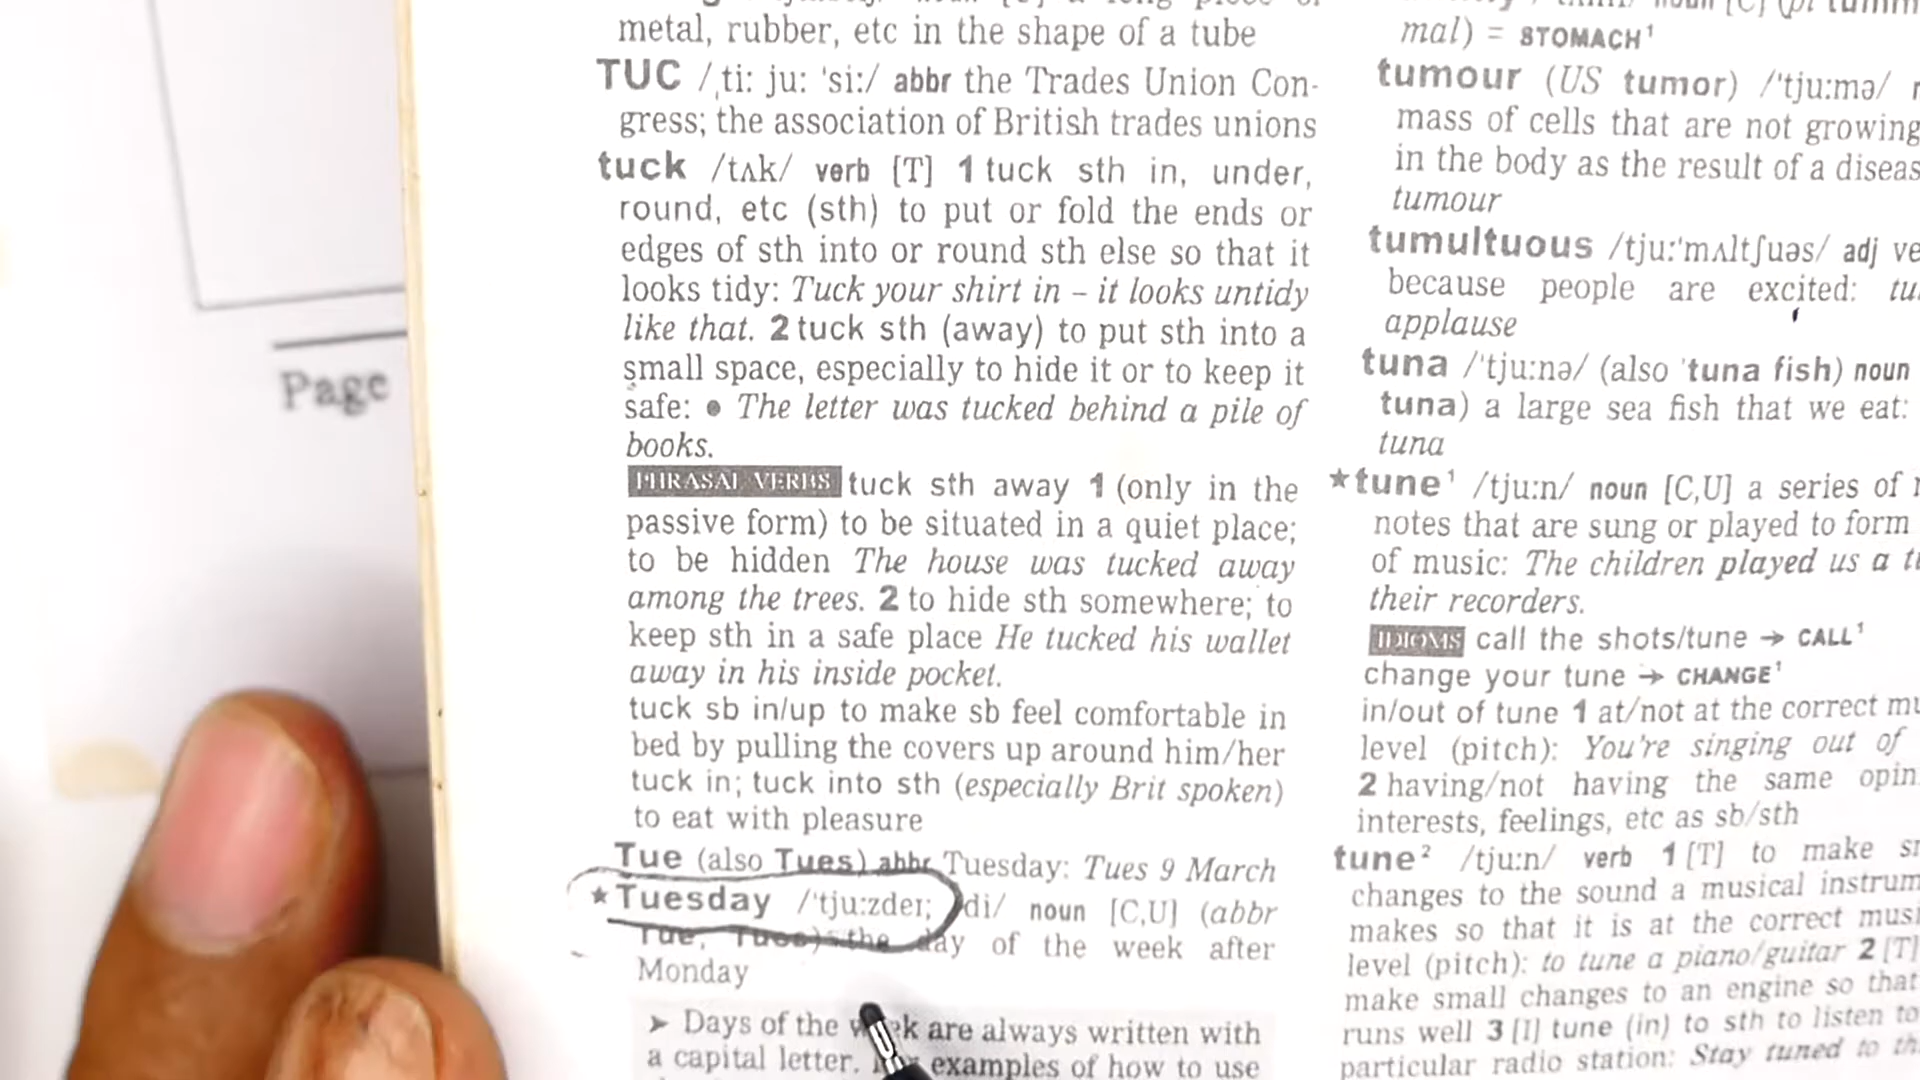 Page
metal, rubber, etc in the shape of a tube
TUC /ˌtiː juː ˈsiː/ abbr the Trades Union Con-
gress; the association of British trades unions
tuck /tʌk/ verb [T] 1 tuck sth in, under,
round, etc (sth) to put or fold the ends or
edges of sth into or round sth else so that it
looks tidy: Tuck your shirt in – it looks untidy
like that. 2 tuck sth (away) to put sth into a
small space, especially to hide it or to keep it
safe: ● The letter was tucked behind a pile of
books.
PHRASAL VERBS tuck sth away 1 (only in the
passive form) to be situated in a quiet place;
to be hidden The house was tucked away
among the trees. 2 to hide sth somewhere; to
keep sth in a safe place He tucked his wallet
away in his inside pocket.
tuck sb in/up to make sb feel comfortable in
bed by pulling the covers up around him/her
tuck in; tuck into sth (especially Brit spoken)
to eat with pleasure
Tue (also Tues) abbr Tuesday: Tues 9 March
★Tuesday /ˈtjuːzdeɪ; di/ noun [C,U] (abbr
Tue, Tues) the day of the week after
Monday
➤ Days of the week are always written with
a capital letter. examples of how to use
mal) = STOMACH¹
tumour (US tumor) /ˈtjuːmə/
mass of cells that are not growing
in the body as the result of a
tumour
tumultuous /tjuːˈmʌltʃuəs/ adj
because people are excited:
applause
tuna /ˈtjuːnə/ (also ˈtuna fish) noun
tuna) a large sea fish that we eat:
tuna
★tune¹ /tjuːn/ noun [C,U] a series of
notes that are sung or played to form
of music: The children played us a
their recorders.
IDIOMS call the shots/tune → CALL¹
change your tune → CHANGE¹
in/out of tune 1 at/not at the correct
level (pitch): You're singing out of
2 having/not having the same
interests, feelings, etc as sb/sth
tune² /tjuːn/ verb 1 [T] to make
changes to the sound a musical
makes so that it is at the correct
level (pitch): to tune a piano/guitar 2 [T]
make small changes to an engine so that
runs well 3 [I] tune (in) to sth to listen to
particular radio station: Stay tuned to